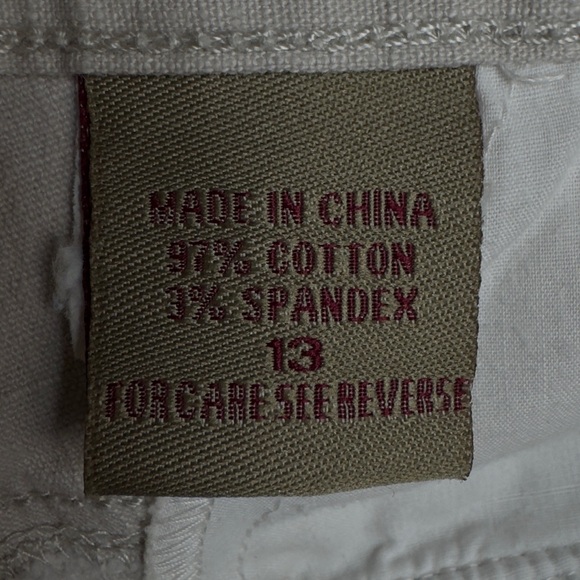 MADE IN CHINA
97% COTTON
3% SPANDEX
13
FOR CARE SEE REVERSE